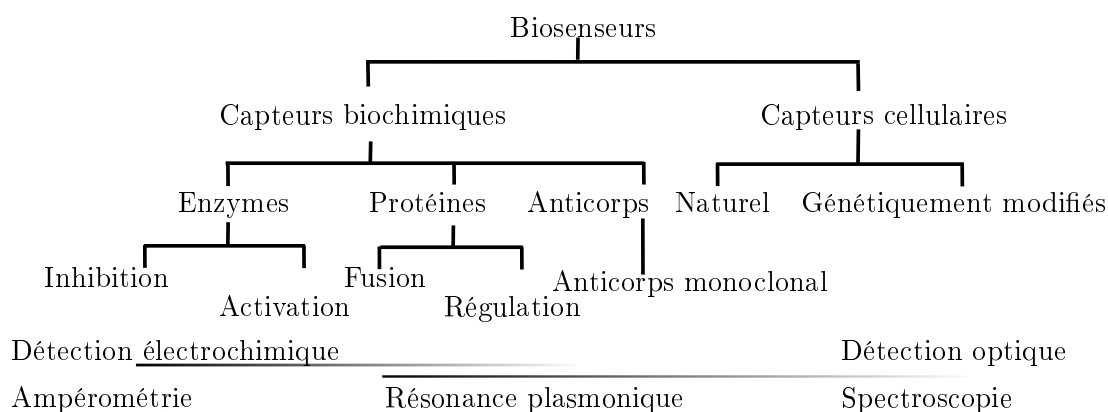 Biosenseurs
Capteurs biochimiques Capteurs cellulaires
Enzymes Protéines Anticorps Naturel Génétiquement modifiés
Inhibition Fusion Anticorps monoclonal
Activation Régulation
Détection électrochimique Détection optique
Ampérométrie Résonance plasmonique Spectroscopie